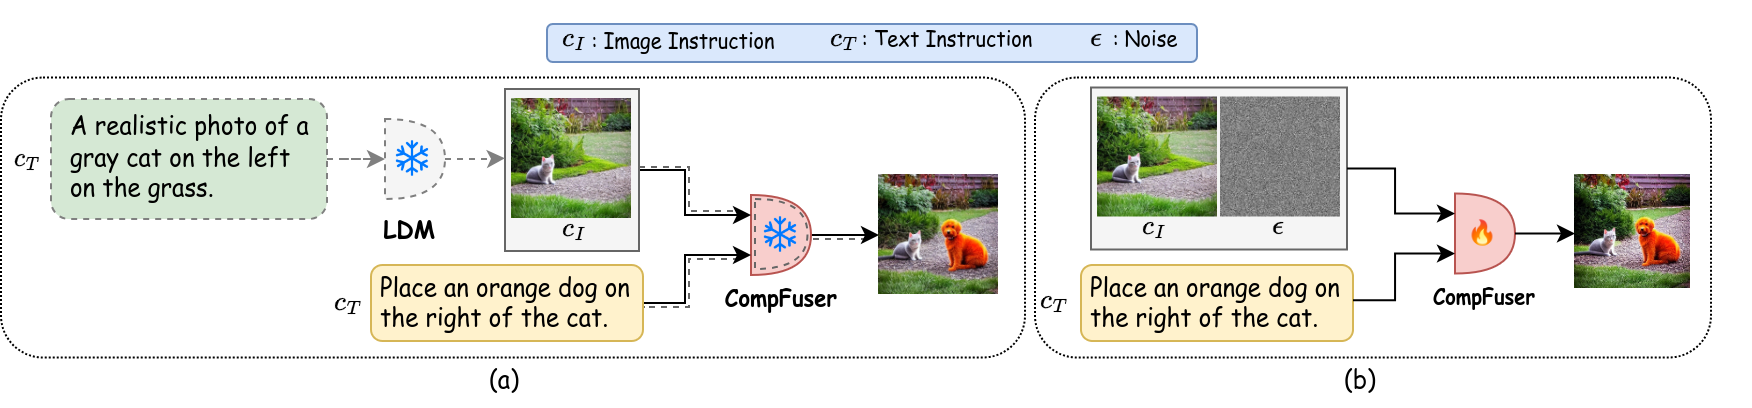 c_I : Image Instruction c_T : Text Instruction ϵ : Noise
c_T
A realistic photo of a
gray cat on the left
on the grass.
LDM
c_I
c_T
Place an orange dog on
the right of the cat.
CompFuser
(a)
c_I ϵ
c_T
Place an orange dog on
the right of the cat.
CompFuser
(b)